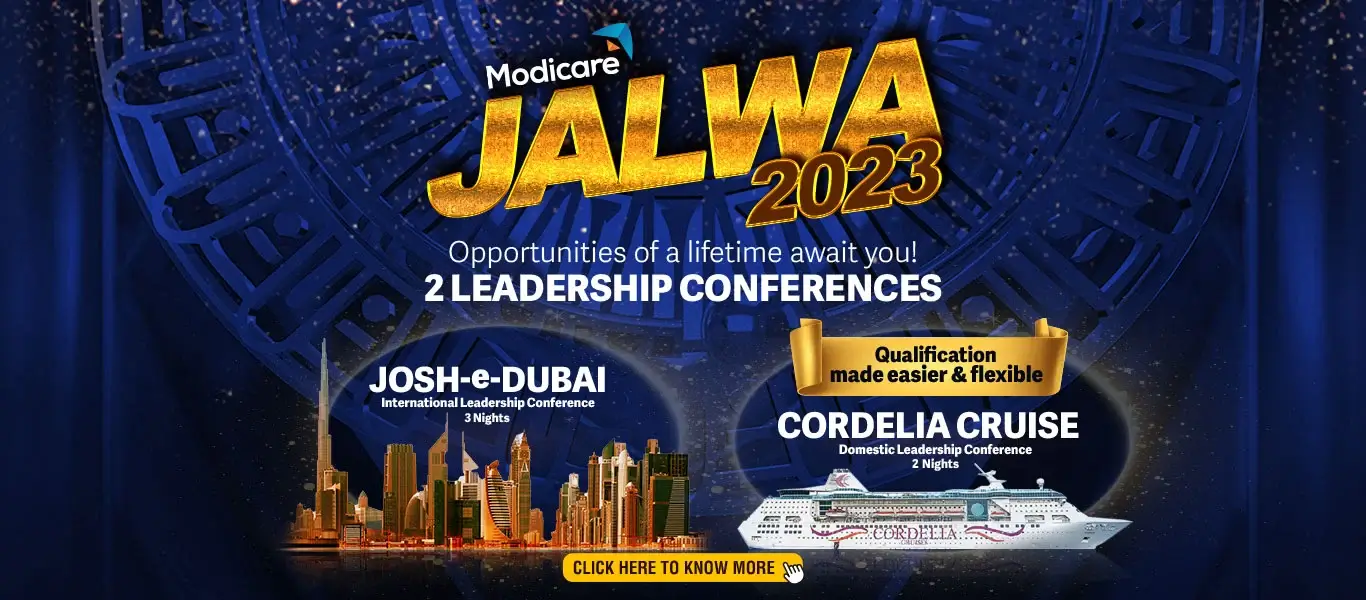 Modicare
JALWA
2023
Opportunities of a lifetime await you!
2 LEADERSHIP CONFERENCES
JOSH-e-DUBAI
International Leadership Conference
3 Nights
Qualification
made easier & flexible
CORDELIA CRUISE
Domestic Leadership Conference
2 Nights
CORDELIA
CRUISES
CLICK HERE TO KNOW MORE